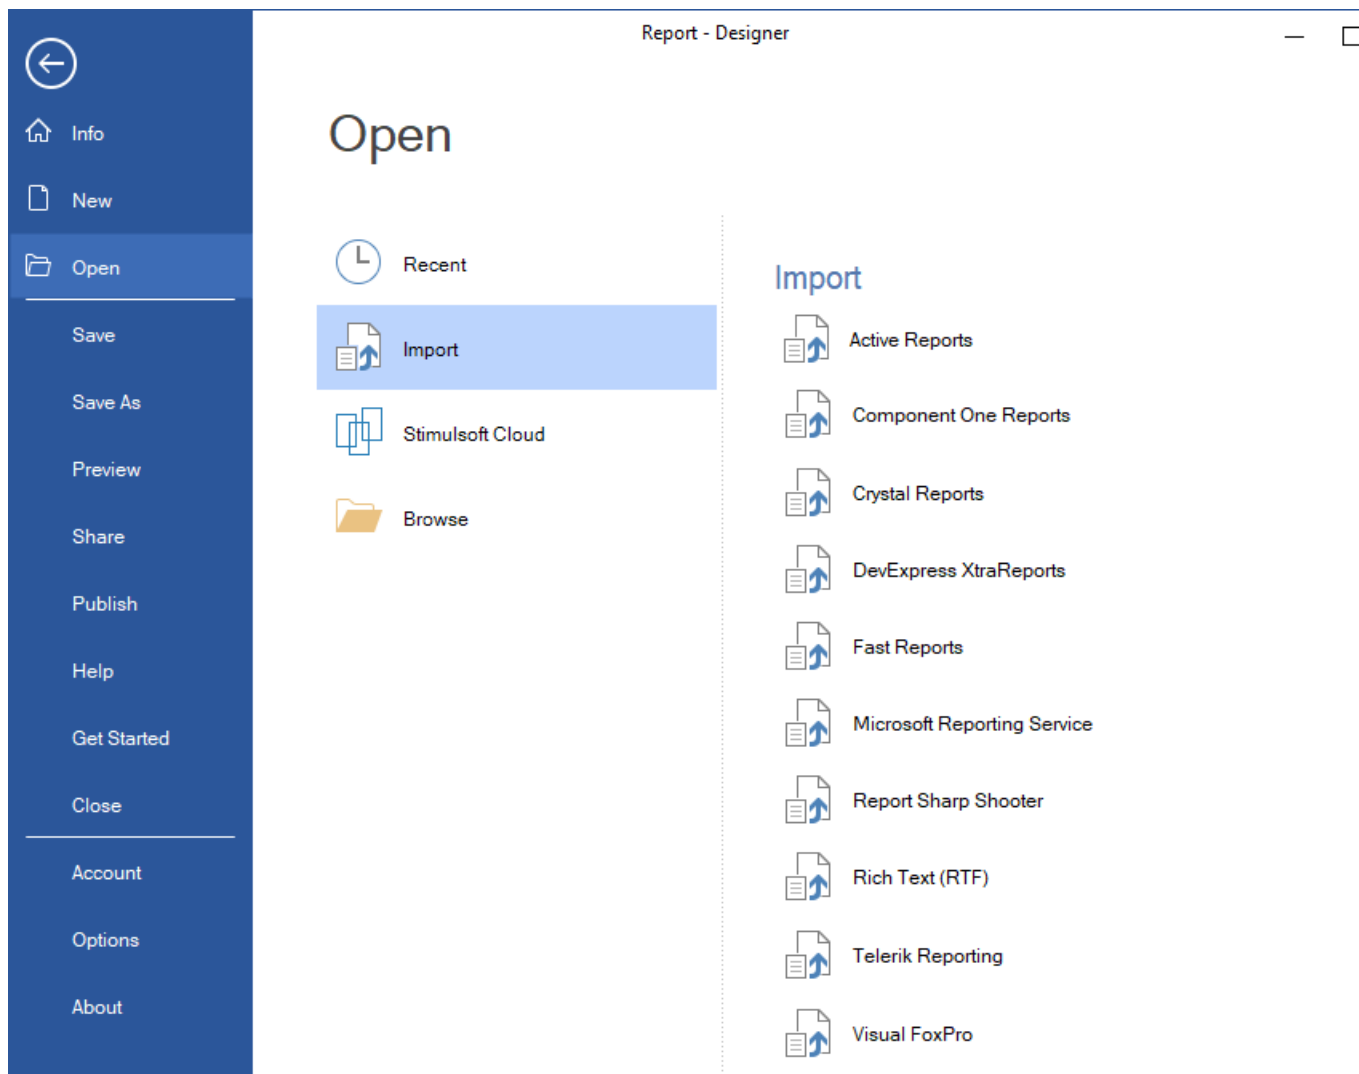 Report - Designer
Info
New
Open
Save
Save As
Preview
Share
Publish
Help
Get Started
Close
Account
Options
About
Open
Recent
Import
Stimulsoft Cloud
Browse
Import
Active Reports
Component One Reports
Crystal Reports
DevExpress XtraReports
Fast Reports
Microsoft Reporting Service
Report Sharp Shooter
Rich Text (RTF)
Telerik Reporting
Visual FoxPro